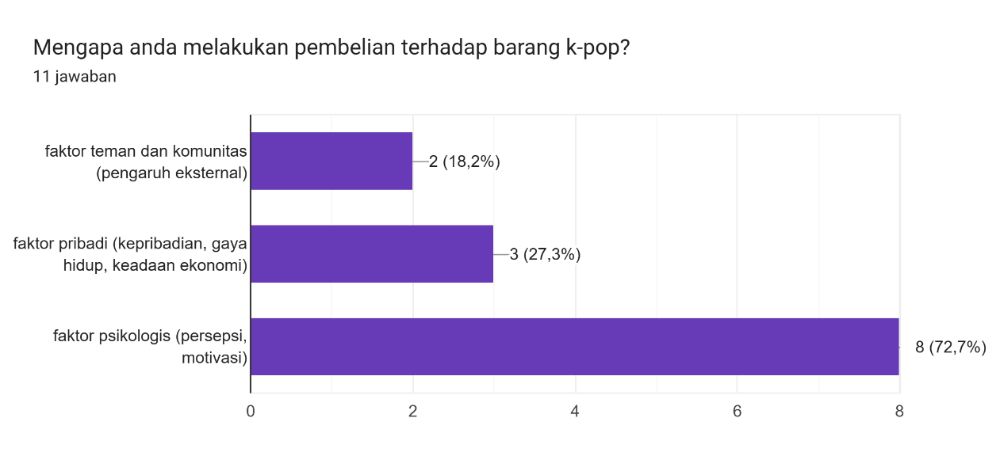 Mengapa anda melakukan pembelian terhadap barang k-pop?
11 jawaban
faktor teman dan komunitas
(pengaruh eksternal)
2 (18,2%)
faktor pribadi (kepribadian, gaya
hidup, keadaan ekonomi)
3 (27,3%)
faktor psikologis (persepsi,
motivasi)
8 (72,7%)
0
2
4
6
8